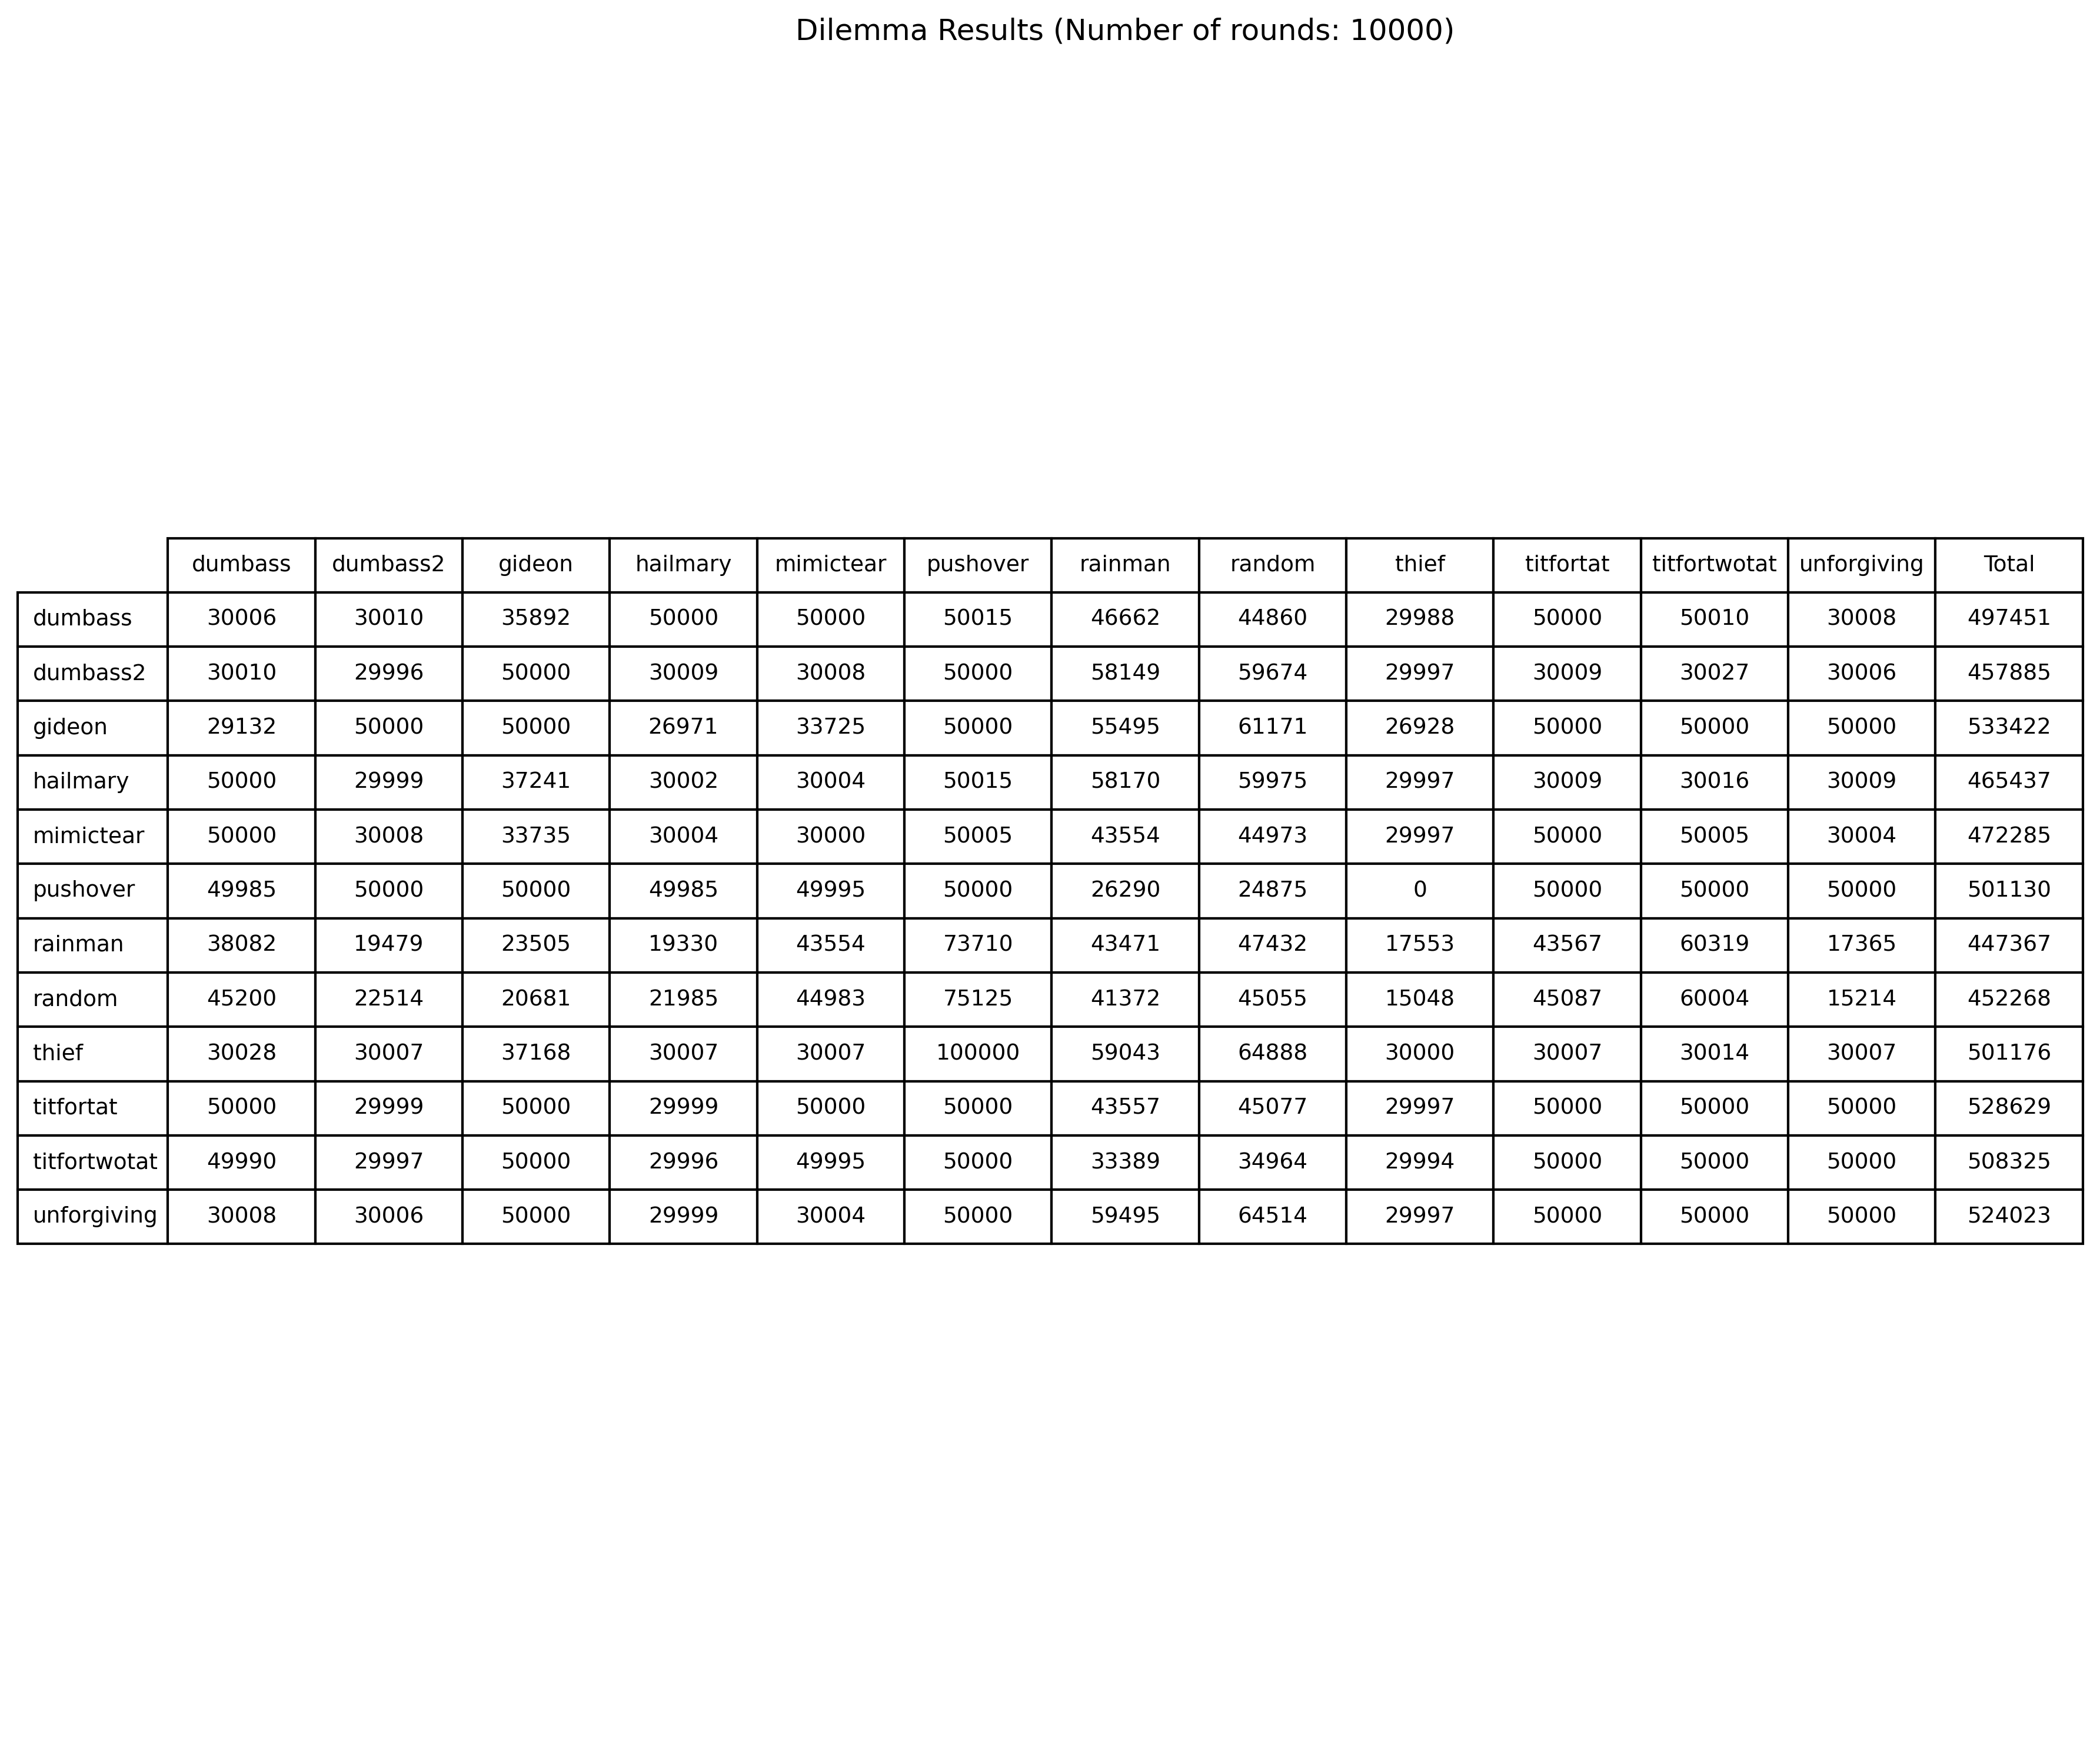 Dilemma Results (Number of rounds: 10000)
dumbass dumbass2 gideon hailmary mimictear pushover rainman random thief titfortat titfortwotat unforgiving Total
dumbass 30006 30010 35892 50000 50000 50015 46662 44860 29988 50000 50010 30008 497451
dumbass2 30010 29996 50000 30009 30008 50000 58149 59674 29997 30009 30027 30006 457885
gideon 29132 50000 50000 26971 33725 50000 55495 61171 26928 50000 50000 50000 533422
hailmary 50000 29999 37241 30002 30004 50015 58170 59975 29997 30009 30016 30009 465437
mimictear 50000 30008 33735 30004 30000 50005 43554 44973 29997 50000 50005 30004 472285
pushover 49985 50000 50000 49985 49995 50000 26290 24875 0 50000 50000 50000 501130
rainman 38082 19479 23505 19330 43554 73710 43471 47432 17553 43567 60319 17365 447367
random 45200 22514 20681 21985 44983 75125 41372 45055 15048 45087 60004 15214 452268
thief 30028 30007 37168 30007 30007 100000 59043 64888 30000 30007 30014 30007 501176
titfortat 50000 29999 50000 29999 50000 50000 43557 45077 29997 50000 50000 50000 528629
titfortwotat 49990 29997 50000 29996 49995 50000 33389 34964 29994 50000 50000 50000 508325
unforgiving 30008 30006 50000 29999 30004 50000 59495 64514 29997 50000 50000 50000 524023